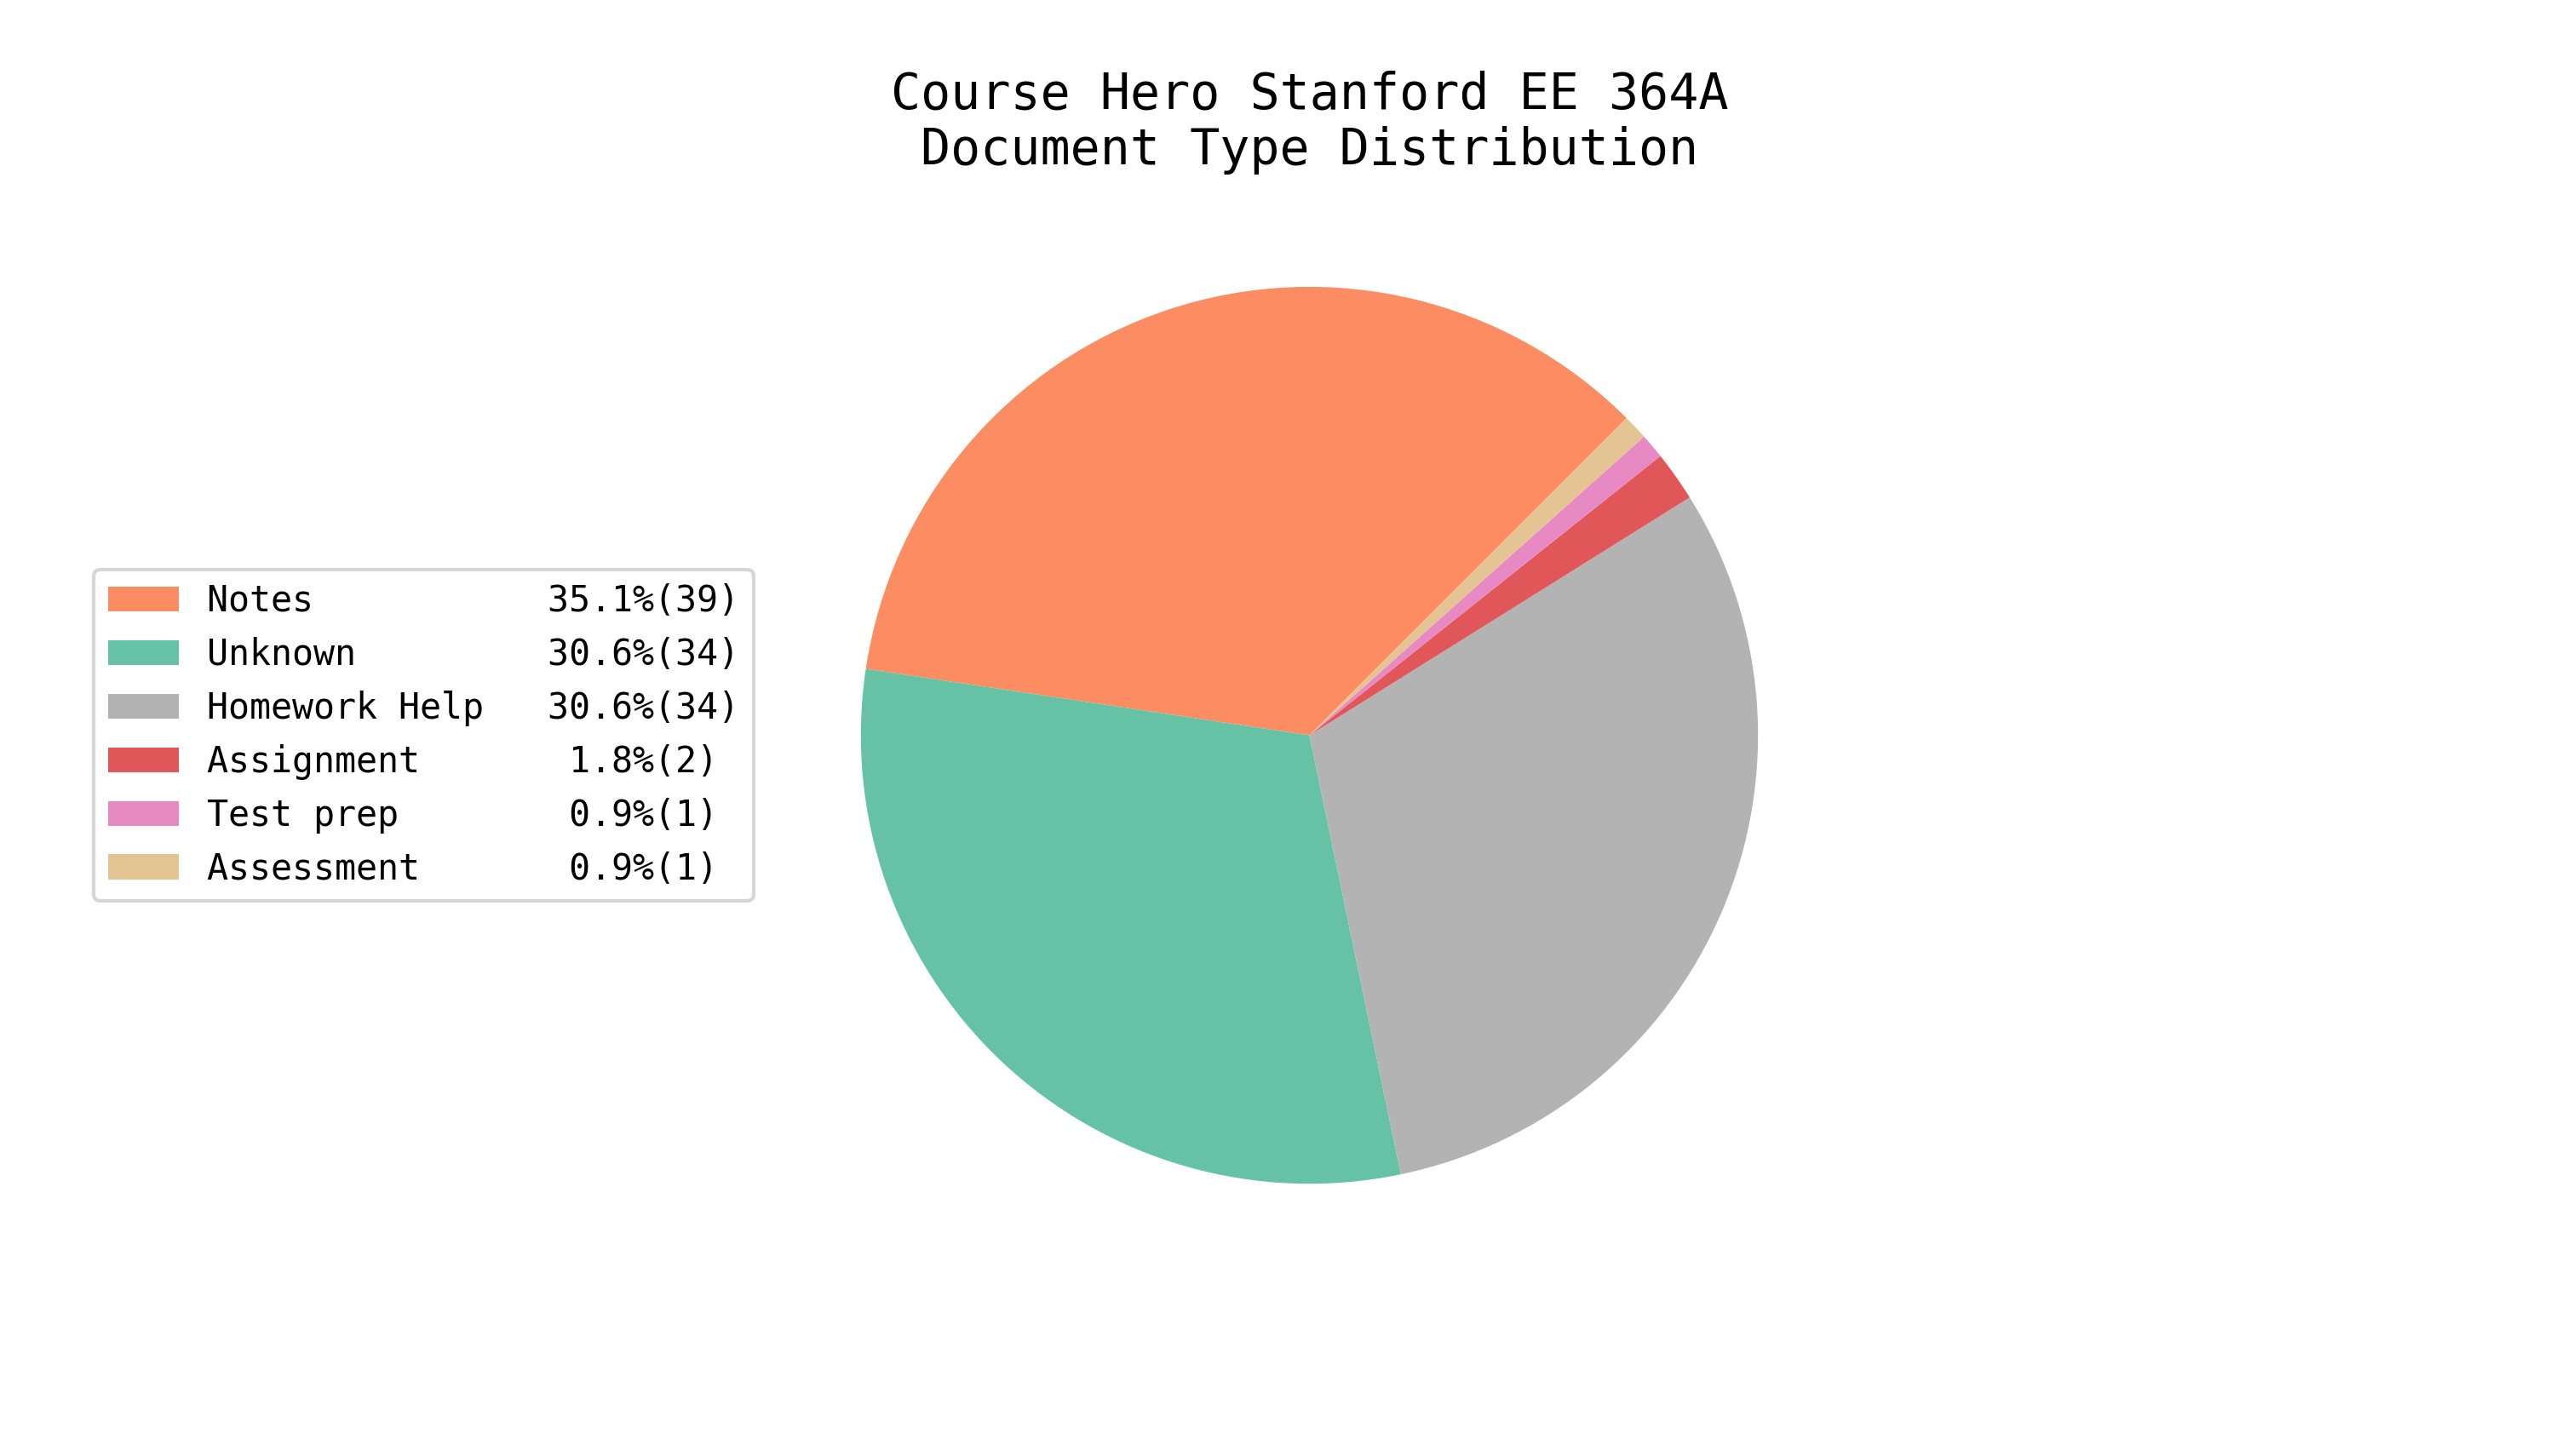 Course Hero Stanford EE 364A
Document Type Distribution
Notes 35.1%(39)
Unknown 30.6%(34)
Homework Help 30.6%(34)
Assignment 1.8%(2)
Test prep 0.9%(1)
Assessment 0.9%(1)